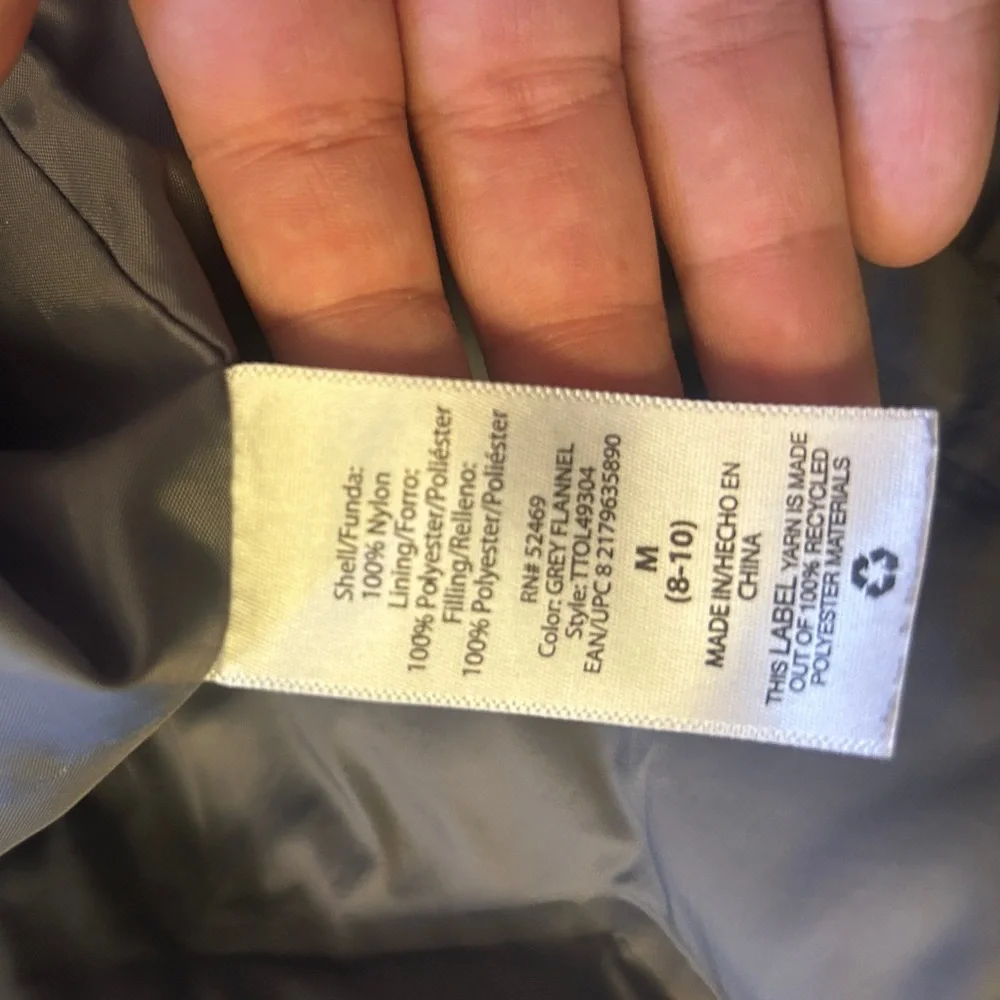 Shell/Funda:
100% Nylon
Lining/Forro:
100% Polyester/Poliéster
Filling/Relleno:
100% Polyester/Poliéster
RN# 52469
Color: GREY FLANNEL
Style: TTOL49304
EAN/UPC 8 2179635890
M
(8-10)
MADE IN/HECHO EN
CHINA
THIS LABEL YARN IS MADE
OUT OF 100% RECYCLED
POLYESTER MATERIALS